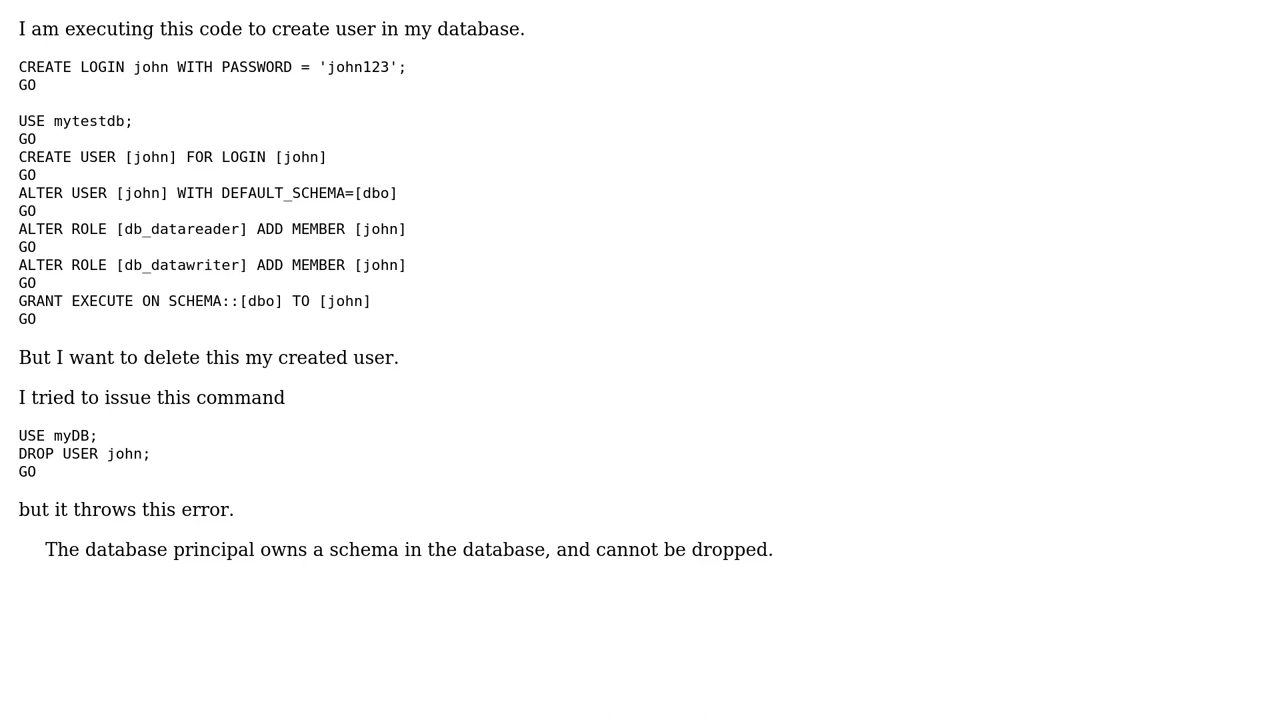 I am executing this code to create user in my database.
CREATE LOGIN john WITH PASSWORD = 'john123';
GO
USE mytestdb;
GO
CREATE USER [john] FOR LOGIN [john]
GO
ALTER USER [john] WITH DEFAULT_SCHEMA=[dbo]
GO
ALTER ROLE [db_datareader] ADD MEMBER [john]
GO
ALTER ROLE [db_datawriter] ADD MEMBER [john]
GO
GRANT EXECUTE ON SCHEMA::[dbo] TO [john]
GO
But I want to delete this my created user.
I tried to issue this command
USE myDB;
DROP USER john;
GO
but it throws this error.
The database principal owns a schema in the database, and cannot be dropped.